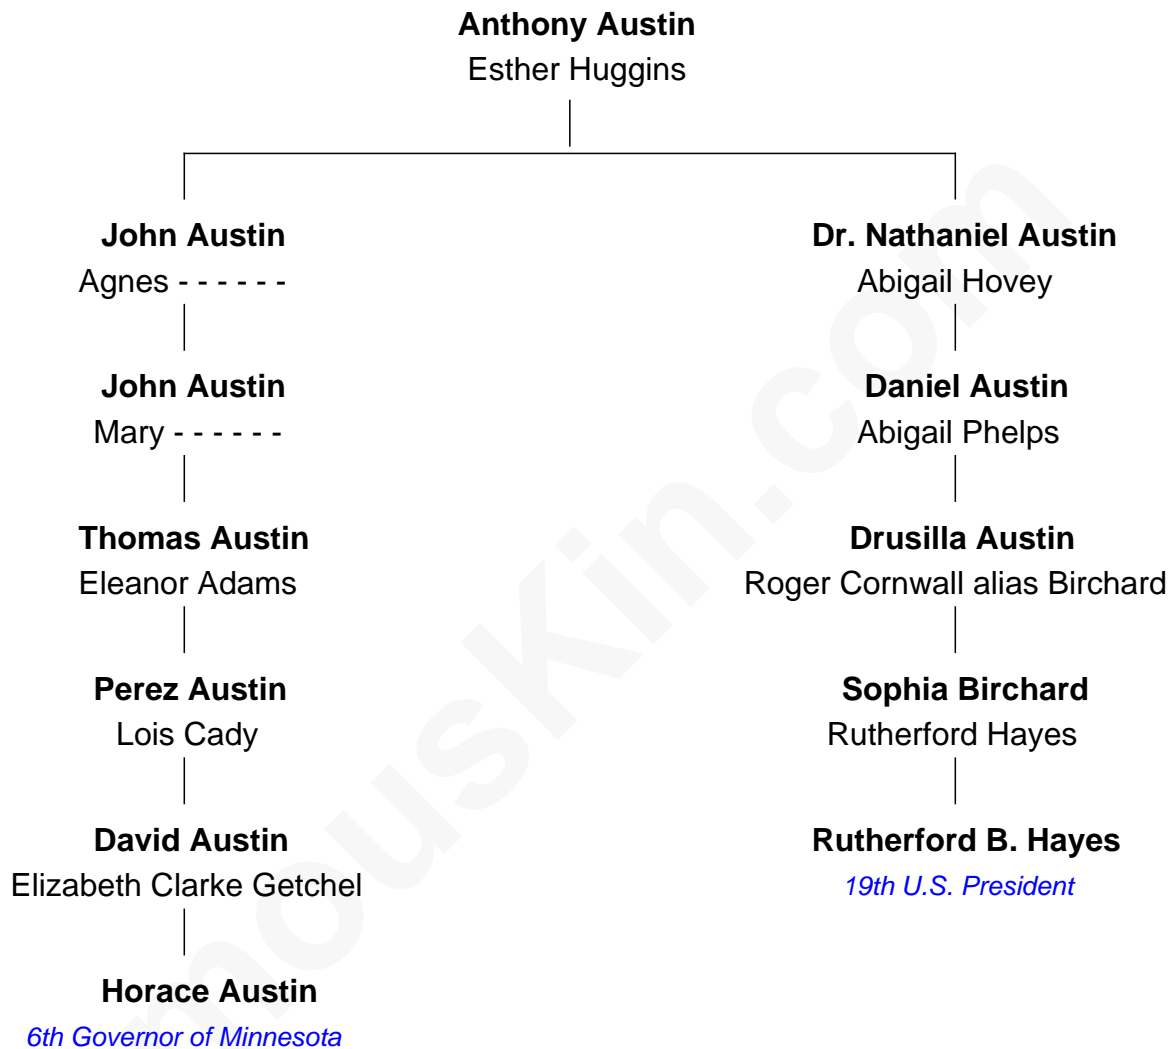 Anthony Austin
Esther Huggins
John Austin
Agnes - - - - - -
Dr. Nathaniel Austin
Abigail Hovey
John Austin
Mary - - - - - -
Daniel Austin
Abigail Phelps
Thomas Austin
Eleanor Adams
Drusilla Austin
Roger Cornwall alias Birchard
Perez Austin
Lois Cady
Sophia Birchard
Rutherford Hayes
David Austin
Elizabeth Clarke Getchel
Rutherford B. Hayes
19th U.S. President
Horace Austin
6th Governor of Minnesota
mousKin.com